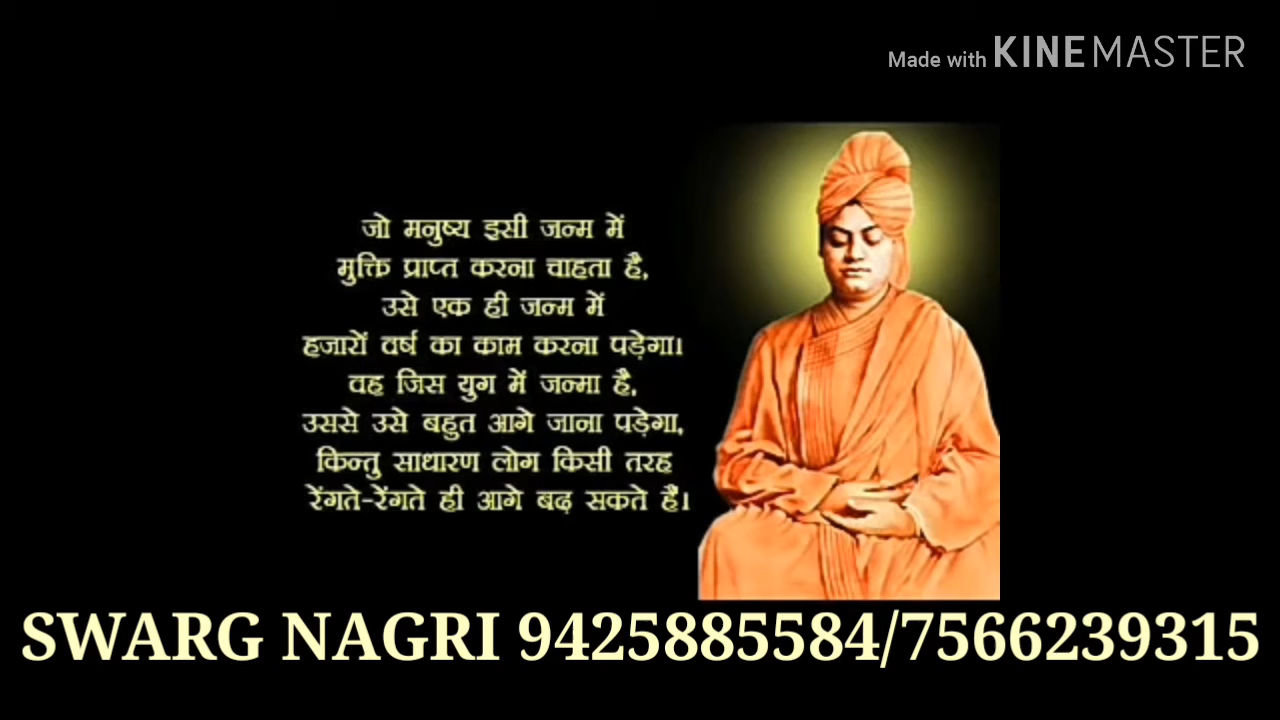 Made with KINEMASTER
जो मनुष्य इसी जन्म में
मुक्ति प्राप्त करना चाहता है,
उसे एक ही जन्म में
हजारों वर्ष का काम करना पड़ेगा।
वह जिस युग में जन्मा है,
उससे उसे बहुत आगे जाना पड़ेगा,
किन्तु साधारण लोग किसी तरह
रेंगते-रेंगते ही आगे बढ़ सकते हैं।
SWARG NAGRI 9425885584/7566239315